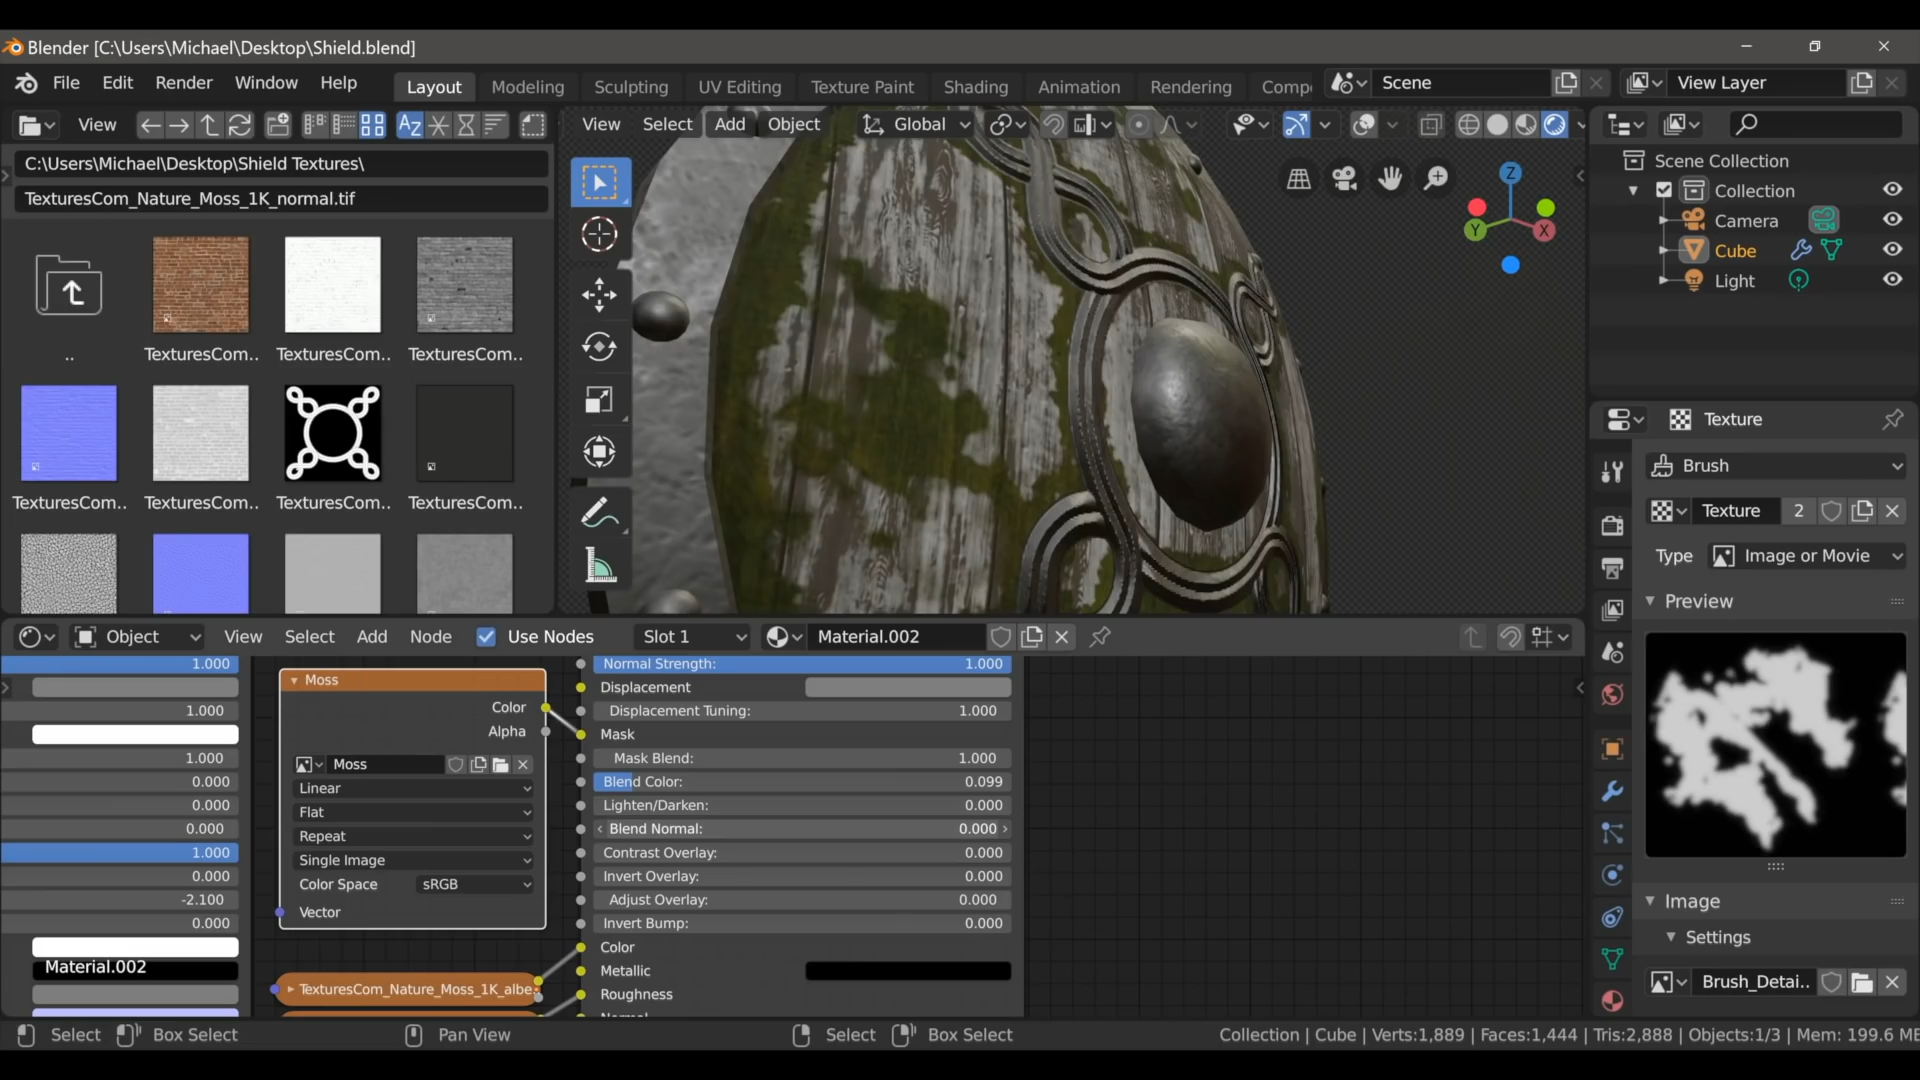 Blender [C:\Users\Michael\Desktop\Shield.blend]
File Edit Render Window Help
Layout Modeling Sculpting UV Editing Texture Paint Shading Animation Rendering Comp
Scene
View Layer
View
C:\Users\Michael\Desktop\Shield Textures\
TexturesCom_Nature_Moss_1K_normal.tif
..
TexturesCom..
TexturesCom..
TexturesCom..
TexturesCom..
TexturesCom..
TexturesCom..
TexturesCom..
View Select Add Object Global
Z
Y
X
Scene Collection
Collection
Camera
Cube
Light
Texture
Brush
Texture 2
Type Image or Movie
Preview
Image
Settings
Brush_Detai..
Object View Select Add Node Use Nodes Slot 1 Material.002
1.000
1.000
1.000
0.000
0.000
0.000
1.000
0.000
-2.100
0.000
Material.002
Moss
Color
Alpha
Moss
Linear
Flat
Repeat
Single Image
Color Space sRGB
Vector
TexturesCom_Nature_Moss_1K_albe
Normal Strength: 1.000
Displacement
Displacement Tuning: 1.000
Mask
Mask Blend: 1.000
Blend Color: 0.099
Lighten/Darken: 0.000
Blend Normal: 0.000
Contrast Overlay: 0.000
Invert Overlay: 0.000
Adjust Overlay: 0.000
Invert Bump: 0.000
Color
Metallic
Roughness
Normal
Select Box Select Pan View Select Box Select
Collection | Cube | Verts:1,889 | Faces:1,444 | Tris:2,888 | Objects:1/3 | Mem: 199.6 ME